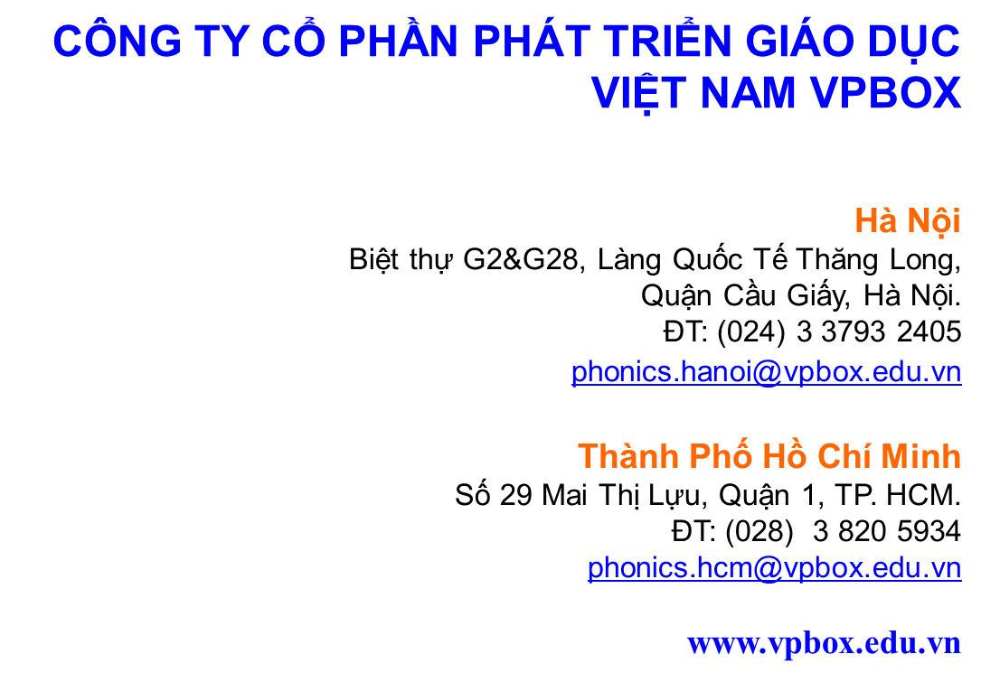 CÔNG TY CỔ PHẦN PHÁT TRIỂN GIÁO DỤC
VIỆT NAM VPBOX
Hà Nội
Biệt thự G2&G28, Làng Quốc Tế Thăng Long,
Quận Cầu Giấy, Hà Nội.
ĐT: (024) 3 3793 2405
phonics.hanoi@vpbox.edu.vn
Thành Phố Hồ Chí Minh
Số 29 Mai Thị Lựu, Quận 1, TP. HCM.
ĐT: (028)  3 820 5934
phonics.hcm@vpbox.edu.vn
www.vpbox.edu.vn